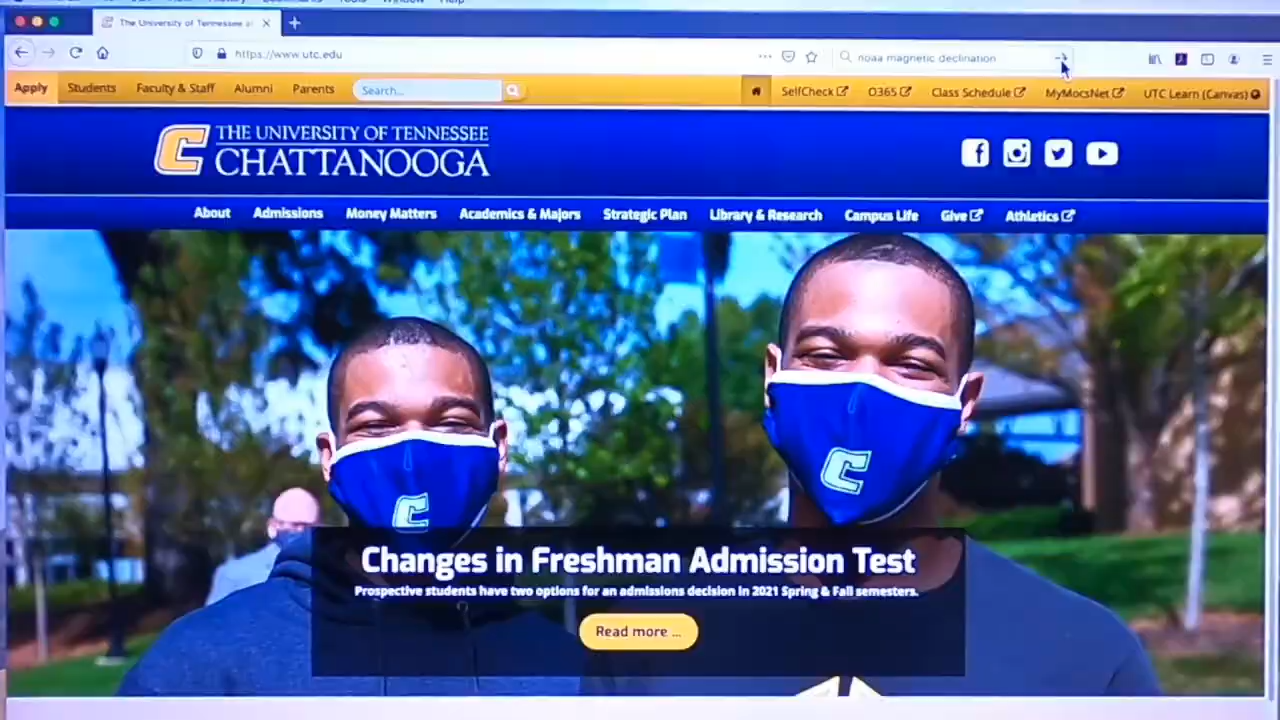 The University of Tennessee at
https://www.utc.edu
noaa magnetic declination
Apply Students Faculty & Staff Alumni Parents Search...
SelfCheck O365 Class Schedule MyMocsNet UTC Learn (Canvas)
THE UNIVERSITY OF TENNESSEE
CHATTANOOGA
About Admissions Money Matters Academics & Majors Strategic Plan Library & Research Campus Life Give Athletics
C
C
Changes in Freshman Admission Test
Prospective students have two options for an admissions decision in 2021 Spring & Fall semesters.
Read more ...